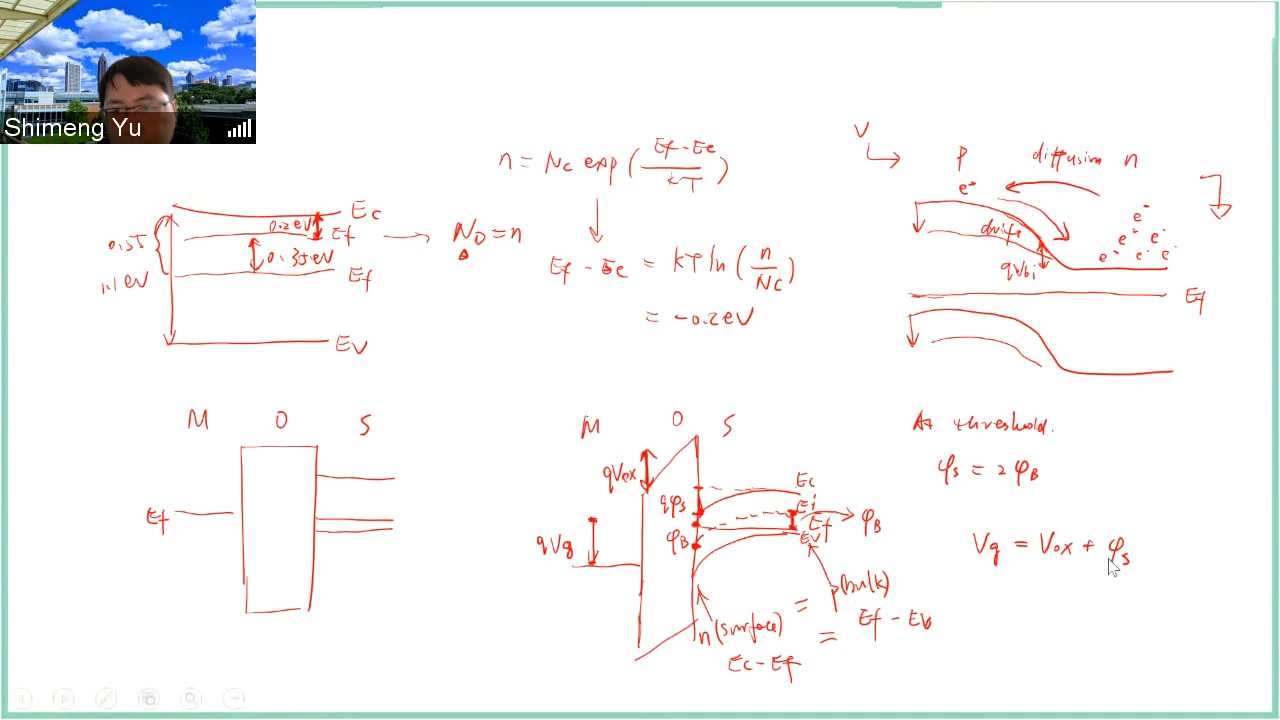 Shimeng Yu
n = Nc exp ( Ef-Ec / kT )
V
P diffusion n
e-
e-
e- e-
e- e- e-
drift
qVbi
Ef
Ec
0.2eV
Ef
0.55
0.35eV
1.1 eV
Ef
Ev
ND = n
Ef - Ec = kT ln ( n / Nc )
= -0.2eV
M O S
Ef
M O S
qVox
Ec
qφs
Ei
Ef
φB
φB
Ev
qVg
p(bulk)
=
n(surface)
Ef - Ev
=
Ec - Ef
At threshold.
φs = 2φB
Vg = Vox + φs